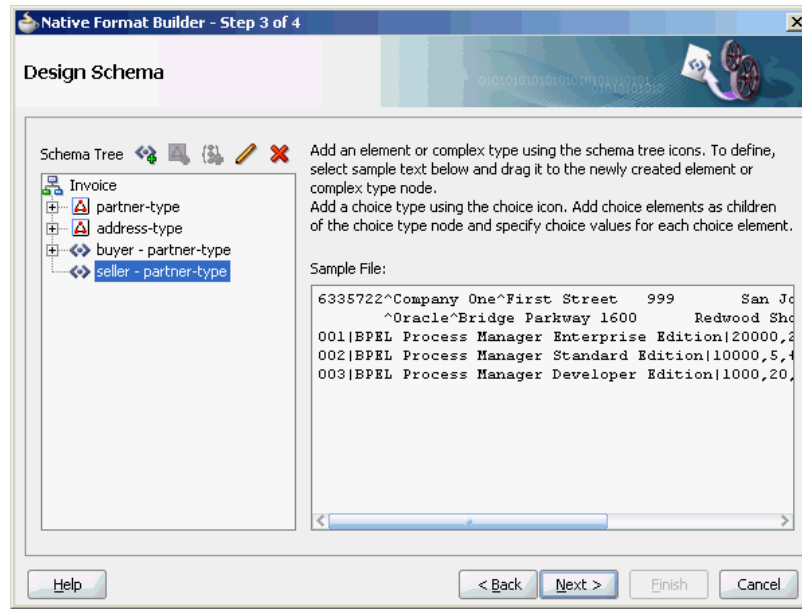 Native Format Builder - Step 3 of 4
Design Schema
Schema Tree
Invoice
partner-type
address-type
buyer - partner-type
seller - partner-type
Add an element or complex type using the schema tree icons. To define,
select sample text below and drag it to the newly created element or
complex type node.
Add a choice type using the choice icon. Add choice elements as children
of the choice type node and specify choice values for each choice element.
Sample File:
6335722^Company One^First Street 999 San Jo
^Oracle^Bridge Parkway 1600 Redwood Sho
001|BPEL Process Manager Enterprise Edition|20000,2
002|BPEL Process Manager Standard Edition|10000,5,
003|BPEL Process Manager Developer Edition|1000,20,
Help
< Back
Next >
Finish
Cancel